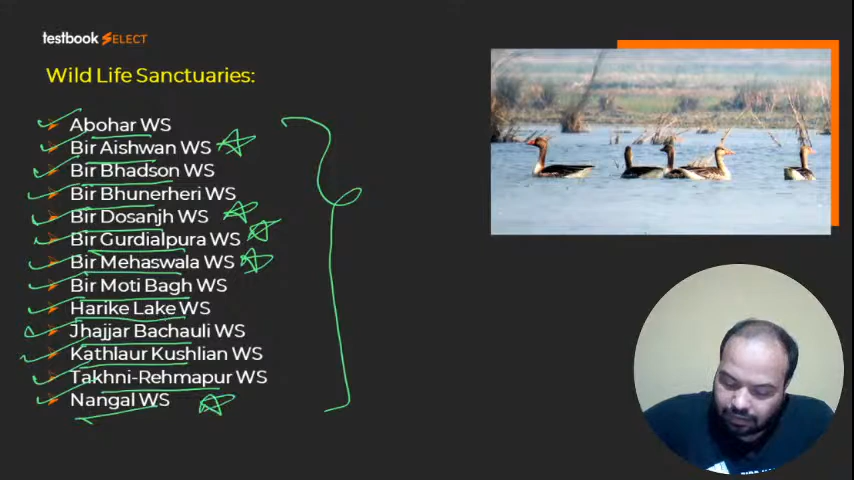 testbook SELECT
Wild Life Sanctuaries:
Abohar WS
Bir Aishwan WS
Bir Bhadson WS
Bir Bhunerheri WS
Bir Dosanjh WS
Bir Gurdialpura WS
Bir Mehaswala WS
Bir Moti Bagh WS
Harike Lake WS
Jhajjar Bachauli WS
Kathlaur Kushlian WS
Takhni-Rehmapur WS
Nangal WS